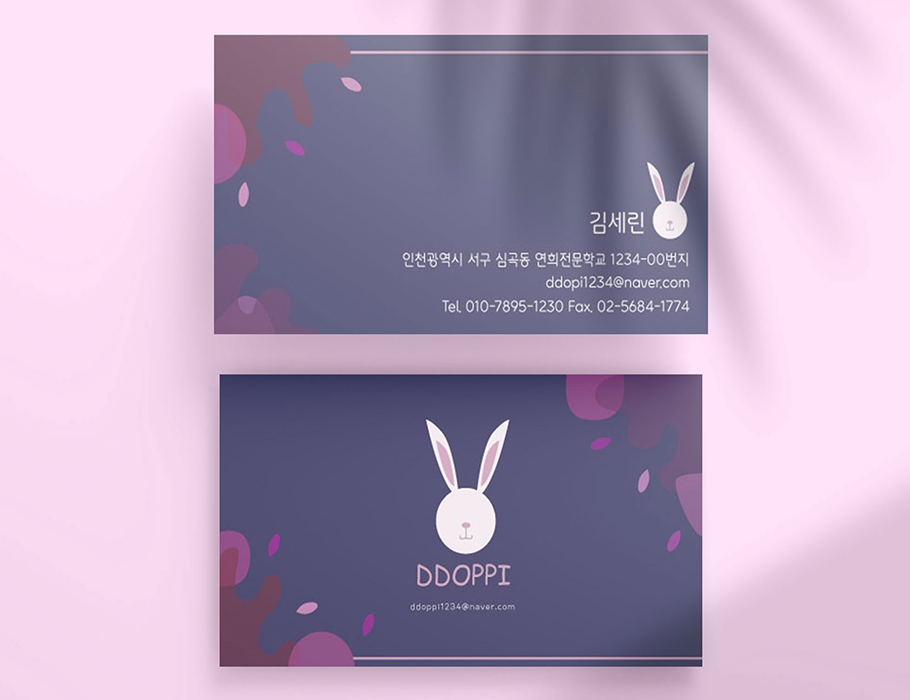 김세린
인천광역시 서구 심곡동 연희전문학교 1234-00번지
ddopi1234@naver.com
Tel. 010-7895-1230 Fax. 02-5684-1774
DDOPPI
ddoppi1234@naver.com